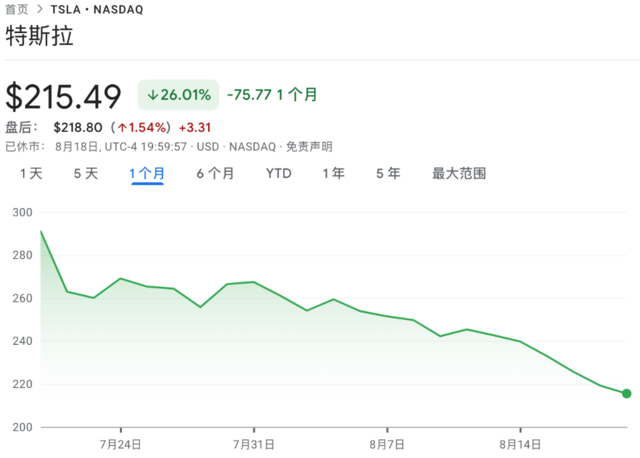 首页 > TSLA • NASDAQ
特斯拉
$215.49 ↓26.01% -75.77 1 个月
盘后： $218.80 (↑1.54%) +3.31
已休市： 8月18日, UTC-4 19:59:57 · USD · NASDAQ · 免责声明
1 天 5 天 1 个月 6 个月 YTD 1 年 5 年 最大范围
300
280
260
240
220
200
7月24日 7月31日 8月7日 8月14日